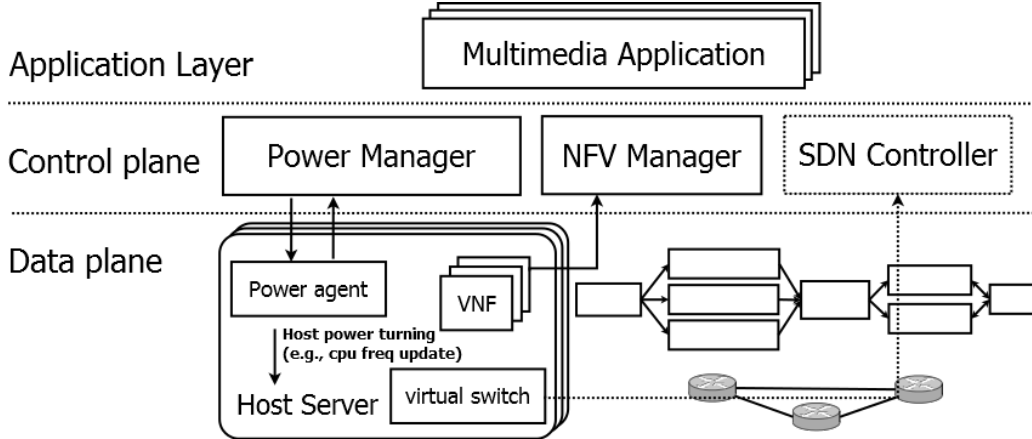 Multimedia Application
Application Layer
Control plane
Power Manager
NFV Manager
SDN Controller
Data plane
Power agent
VNF
Host power turning
(e.g., cpu freq update)
Host Server
virtual switch